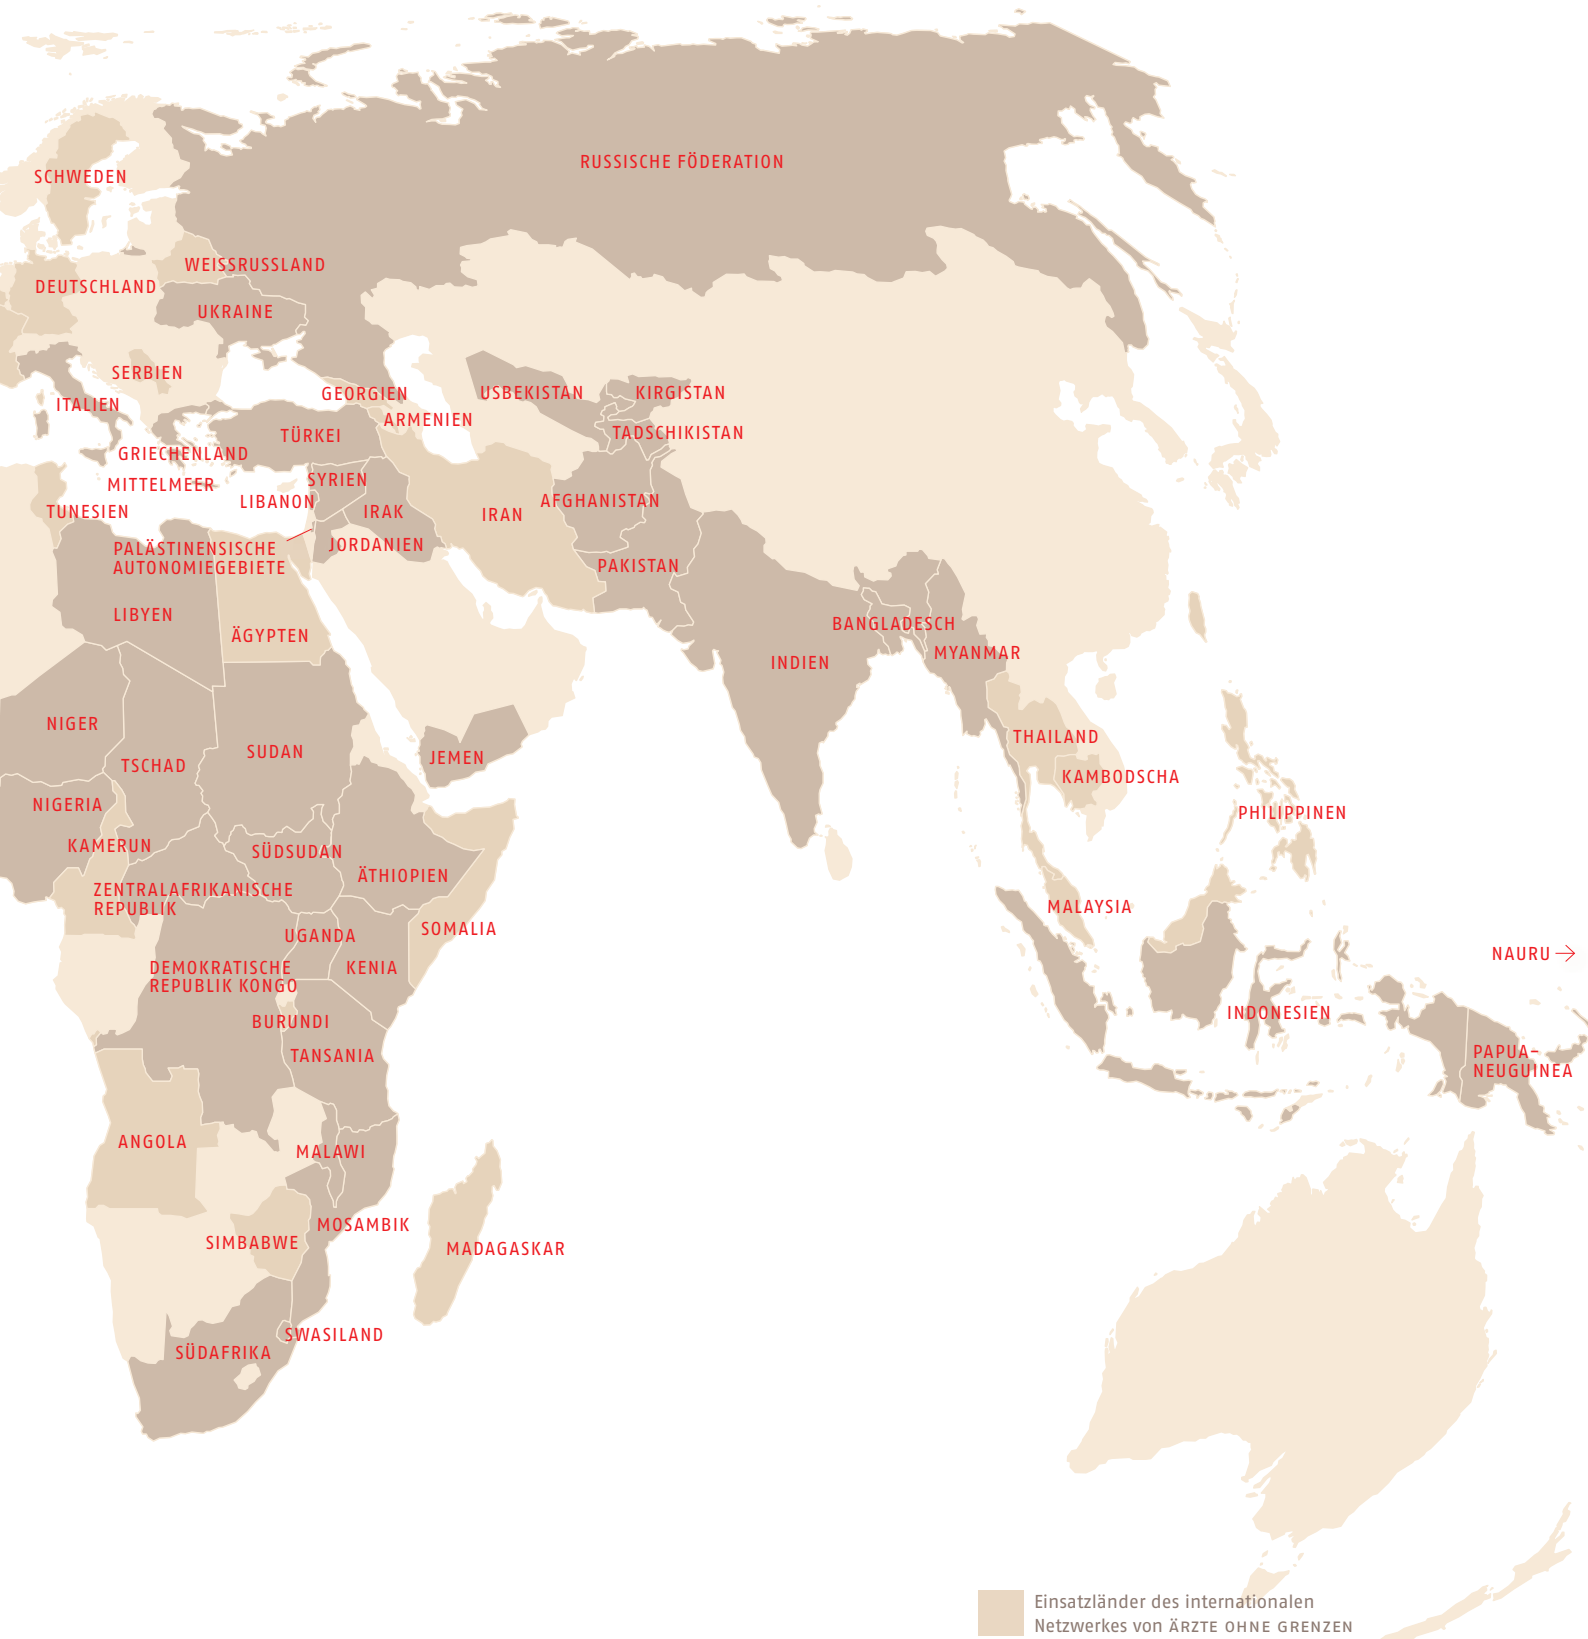 RUSSISCHE FÖDERATION
SCHWEDEN
WEISSRUSSLAND
DEUTSCHLAND
UKRAINE
SERBIEN
GEORGIEN
USBEKISTAN
KIRGISTAN
ITALIEN
ARMENIEN
TÜRKEI
TADSCHIKISTAN
GRIECHENLAND
SYRIEN
MITTELMEER
LIBANON
AFGHANISTAN
TUNESIEN
IRAK
IRAN
PALÄSTINENSISCHE
AUTONOMIEGEBIETE
JORDANIEN
PAKISTAN
LIBYEN
ÄGYPTEN
BANGLADESCH
MYANMAR
INDIEN
NIGER
TSCHAD
SUDAN
JEMEN
THAILAND
KAMBODSCHA
NIGERIA
PHILIPPINEN
KAMERUN
SÜDSUDAN
ÄTHIOPIEN
ZENTRALAFRIKANISCHE
REPUBLIK
MALAYSIA
SOMALIA
UGANDA
NAURU →
DEMOKRATISCHE
REPUBLIK KONGO
KENIA
INDONESIEN
BURUNDI
TANSANIA
PAPUA-
NEUGUINEA
ANGOLA
MALAWI
MOSAMBIK
SIMBABWE
MADAGASKAR
SWASILAND
SÜDAFRIKA
Einsatzländer des internationalen
Netzwerkes von ÄRZTE OHNE GRENZEN